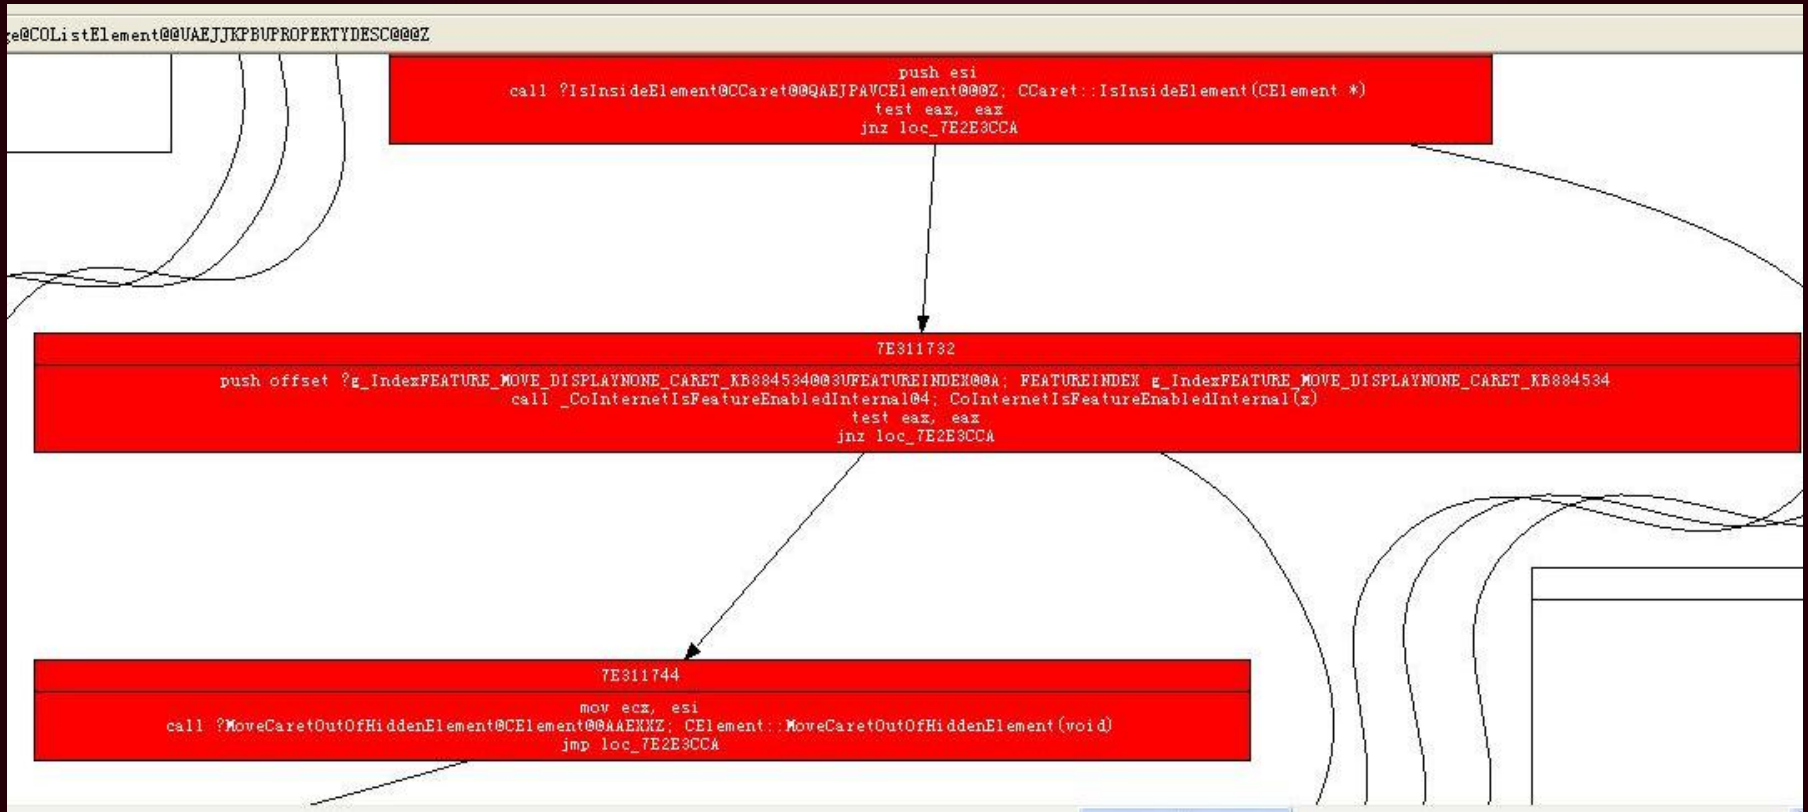 e@COListElement@@UAEJJKPBUPROPERTYDESC@@@Z
push esi
call ?IsInsideElement@CCaret@@QAEJPAVCElement@@@Z; CCaret::IsInsideElement(CElement *)
test eax, eax
jnz loc_7E2E3CCA
7E311732
push offset ?g_IndexFEATURE_MOVE_DISPLAYNONE_CARET_KB884534@@3UFEATUREINDEX@@A; FEATUREINDEX g_IndexFEATURE_MOVE_DISPLAYNONE_CARET_KB884534
call _CoInternetIsFeatureEnabledInternal@4; CoInternetIsFeatureEnabledInternal(x)
test eax, eax
jnz loc_7E2E3CCA
7E311744
mov ecx, esi
call ?MoveCaretOutOfHiddenElement@CElement@@AAEXXZ; CElement::MoveCaretOutOfHiddenElement(void)
jmp loc_7E2E3CCA